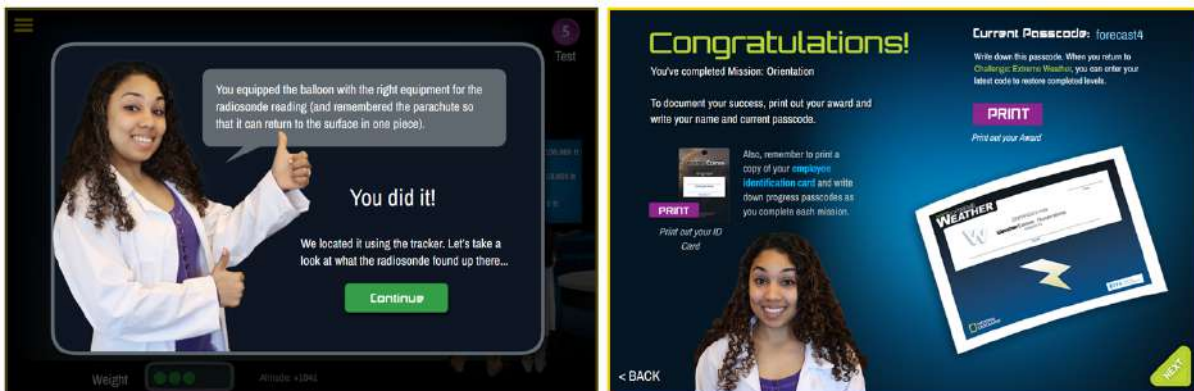 5
Test
You equipped the balloon with the right equipment for the
radiosonde reading (and remembered the parachute so
that it can return to the surface in one piece).
You did it!
We located it using the tracker. Let's take a
look at what the radiosonde found up there...
Continue
Weight
Altitude:
Congratulations!
You've completed Mission: Orientation
To document your success, print out your award and
write your name and current passcode.
PRINT
Print out your ID
Card
Also, remember to print a
copy of your employee
identification card and write
down progress passcodes as
you complete each mission.
Current Passcode: forecast4
Write down this passcode. When you return to
Challenge: Extreme Weather, you can enter your
latest code to restore completed levels.
PRINT
Print out your Award
WEATHER
NATIONAL
GEOGRAPHIC
< BACK
NEXT